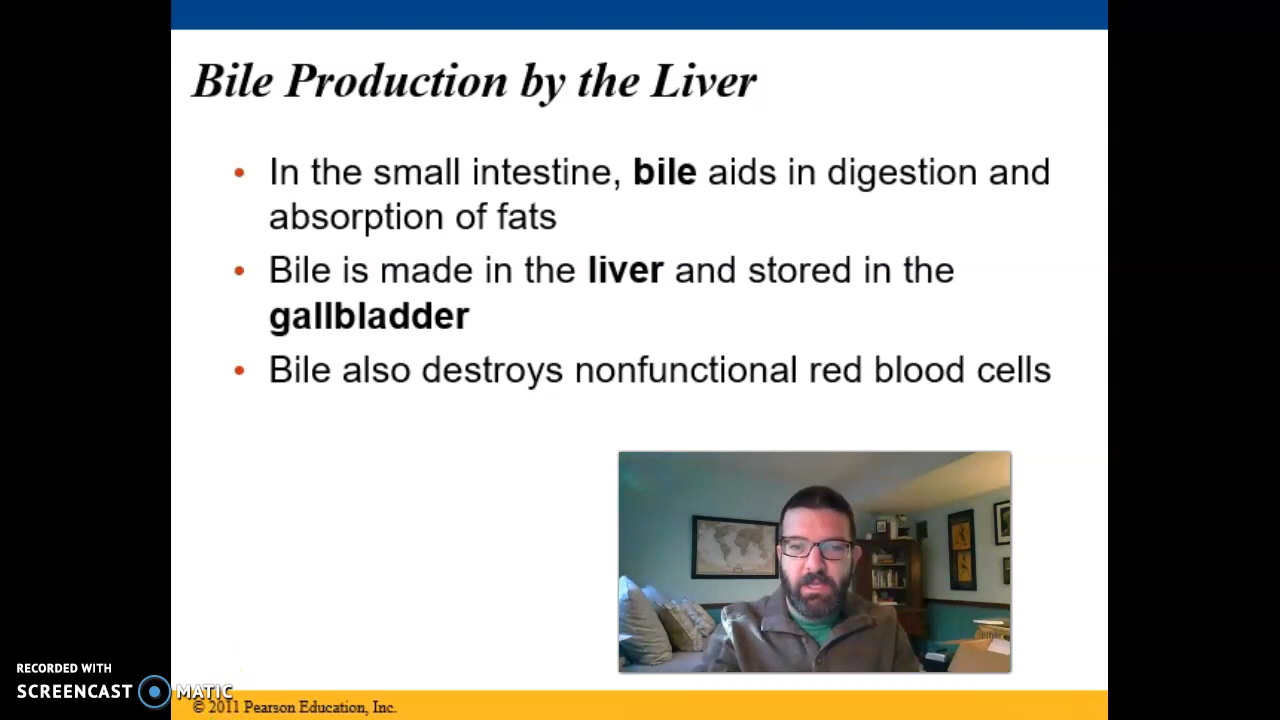 Bile Production by the Liver
• In the small intestine, bile aids in digestion and
absorption of fats
• Bile is made in the liver and stored in the
gallbladder
• Bile also destroys nonfunctional red blood cells
RECORDED WITH
SCREENCAST MATIC
© 2011 Pearson Education, Inc.